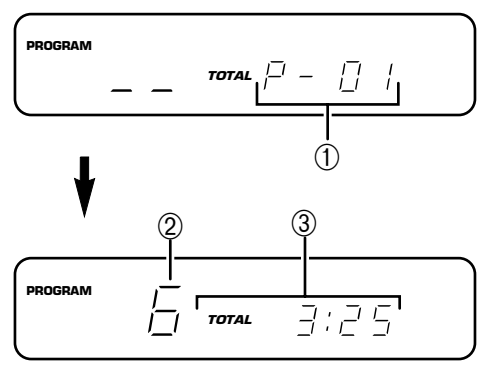 PROGRAM
_ _ TOTAL P - 01
①
② ③
PROGRAM
6 TOTAL 3:25